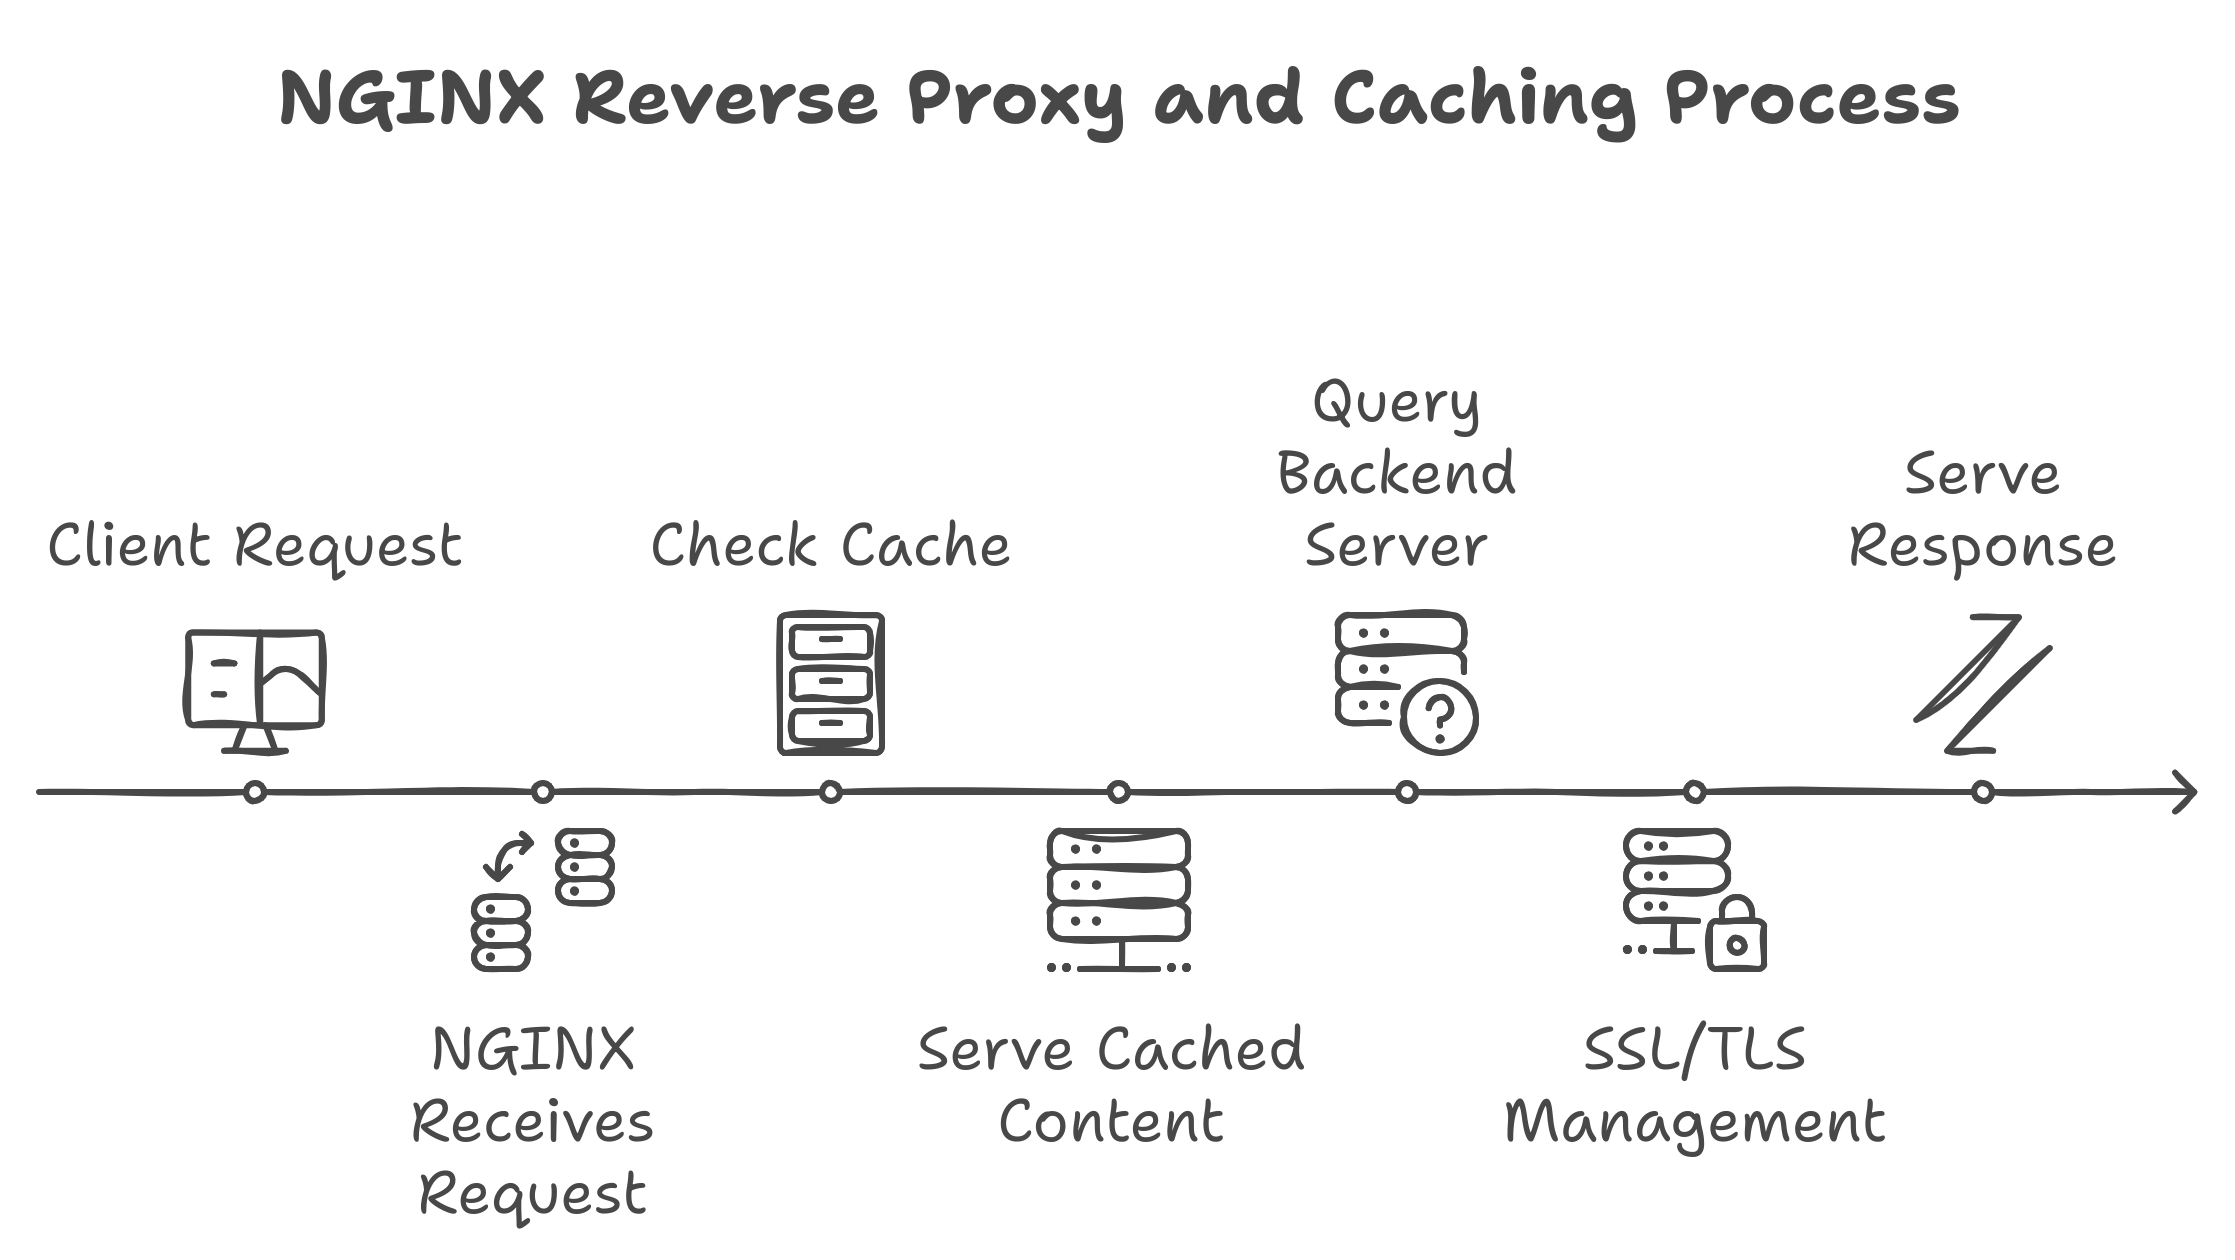 NGINX Reverse Proxy and Caching Process
Client Request
NGINX
Receives
Request
Check Cache
Serve Cached
Content
Query
Backend
Server
SSL/TLS
Management
Serve
Response